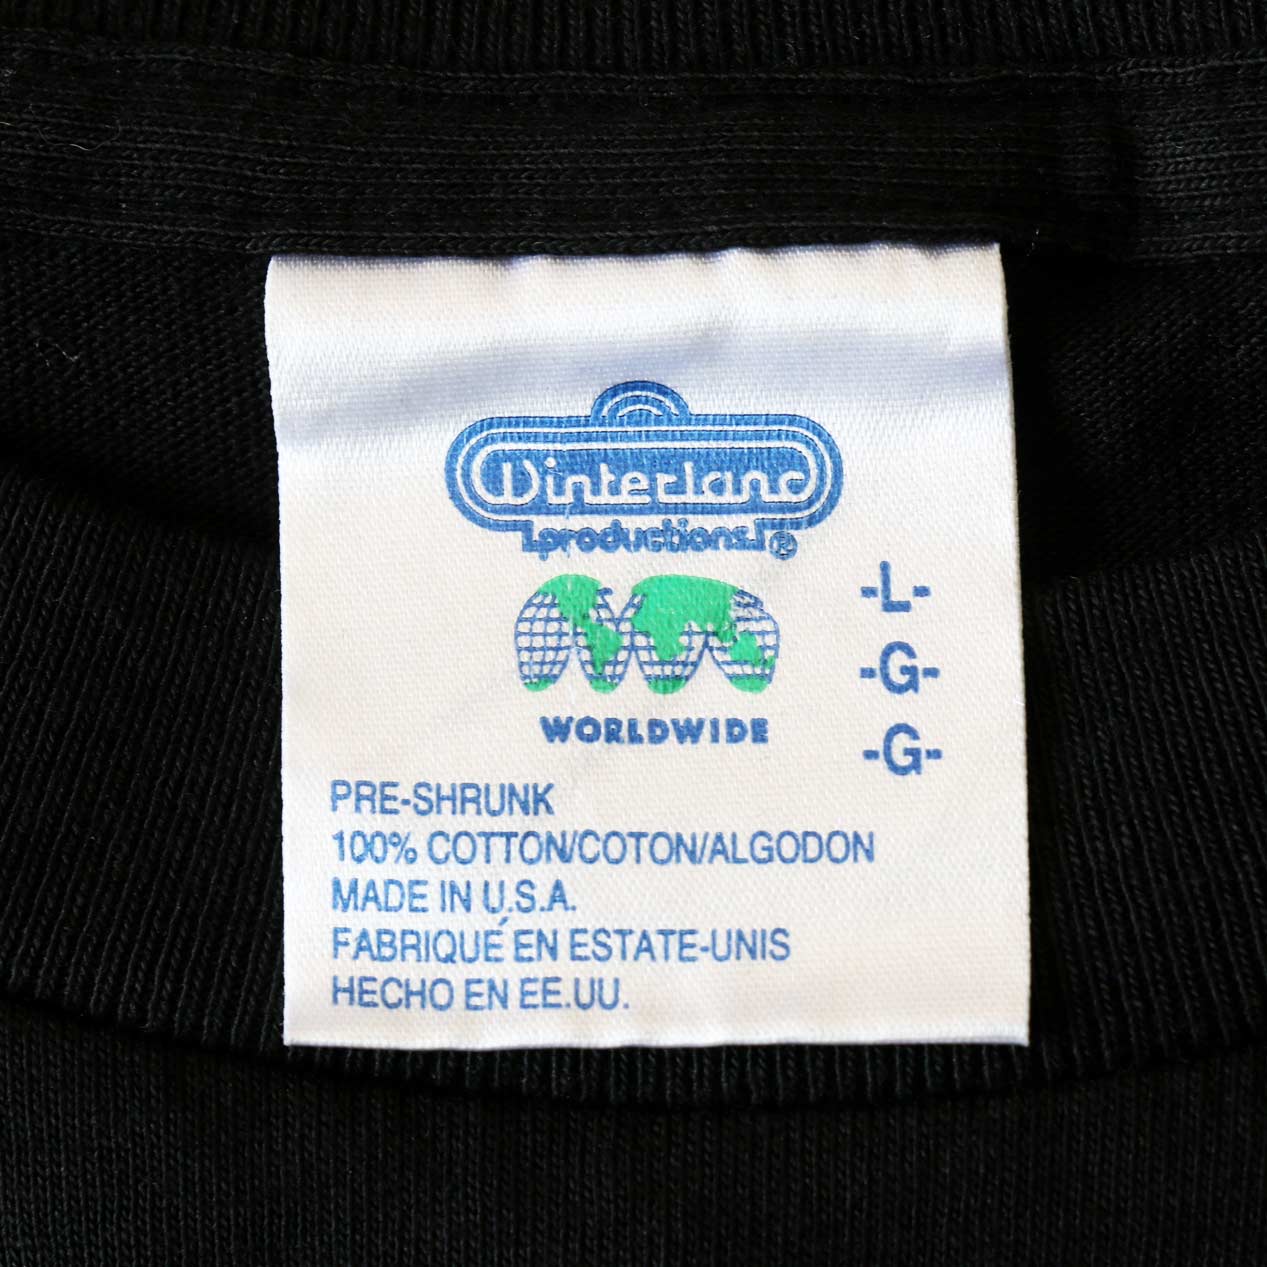 Winterland
productions®
-L-
-G-
-G-
WORLDWIDE
PRE-SHRUNK
100% COTTON/COTON/ALGODON
MADE IN U.S.A.
FABRIQUÉ EN ESTATE-UNIS
HECHO EN EE.UU.